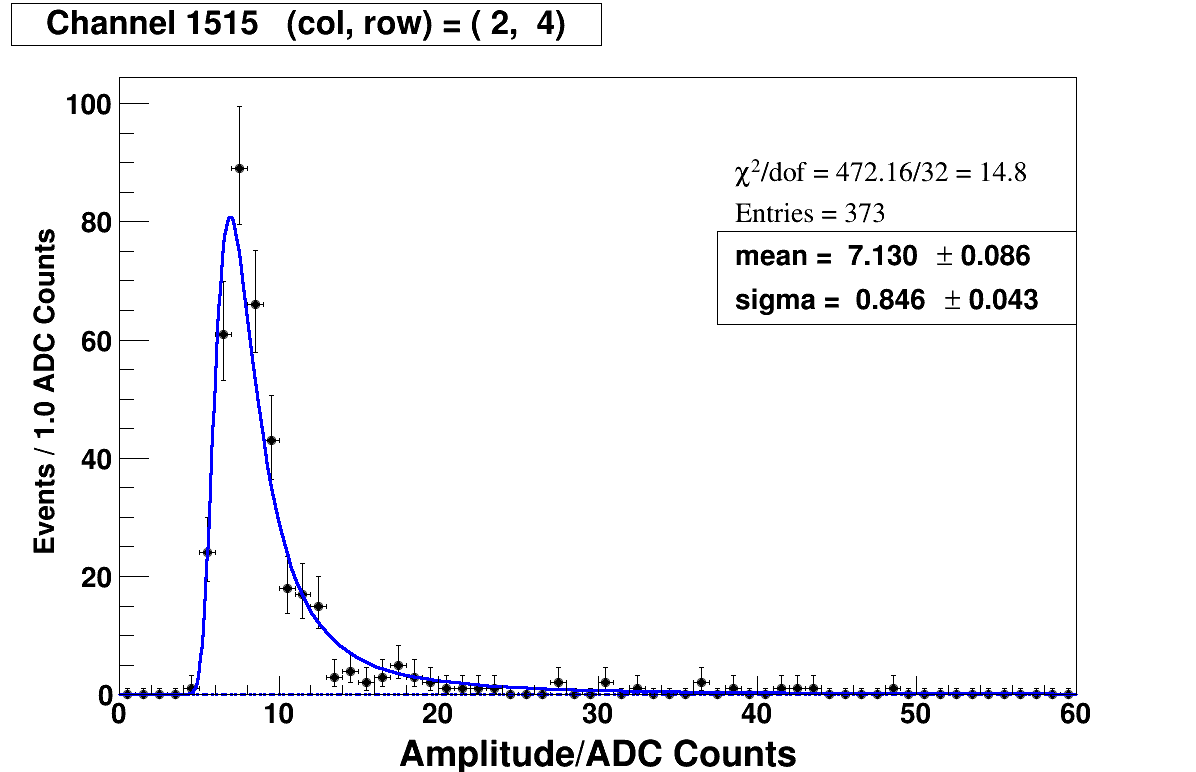 Channel 1515 (col, row) = ( 2, 4)
χ²/dof = 472.16/32 = 14.8
Entries = 373
mean = 7.130 ± 0.086
sigma = 0.846 ± 0.043
Events / 1.0 ADC Counts
100
80
60
40
20
0
0 10 20 30 40 50 60
Amplitude/ADC Counts